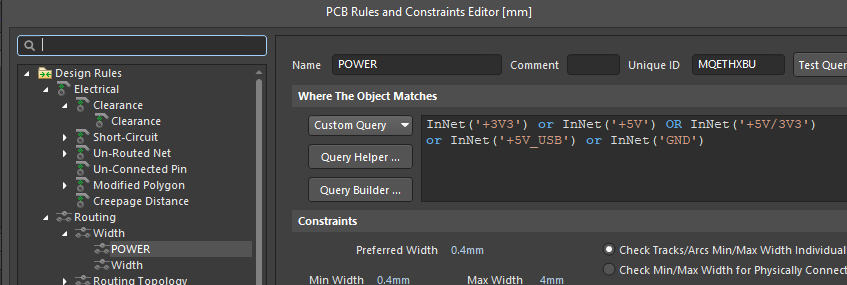 PCB Rules and Constraints Editor [mm]
Design Rules
Electrical
Clearance
Clearance
Short-Circuit
Un-Routed Net
Un-Connected Pin
Modified Polygon
Creepage Distance
Routing
Width
POWER
Width
Routing Topology
Name POWER Comment Unique ID MQETHXBU Test Quer
Where The Object Matches
Custom Query
Query Helper ...
Query Builder ...
InNet('+3V3') or InNet('+5V') OR InNet('+5V/3V3')
or InNet('+5V_USB') or InNet('GND')
Constraints
Preferred Width 0.4mm
Min Width 0.4mm Max Width 4mm
Check Tracks/Arcs Min/Max Width Individual
Check Min/Max Width for Physically Connect